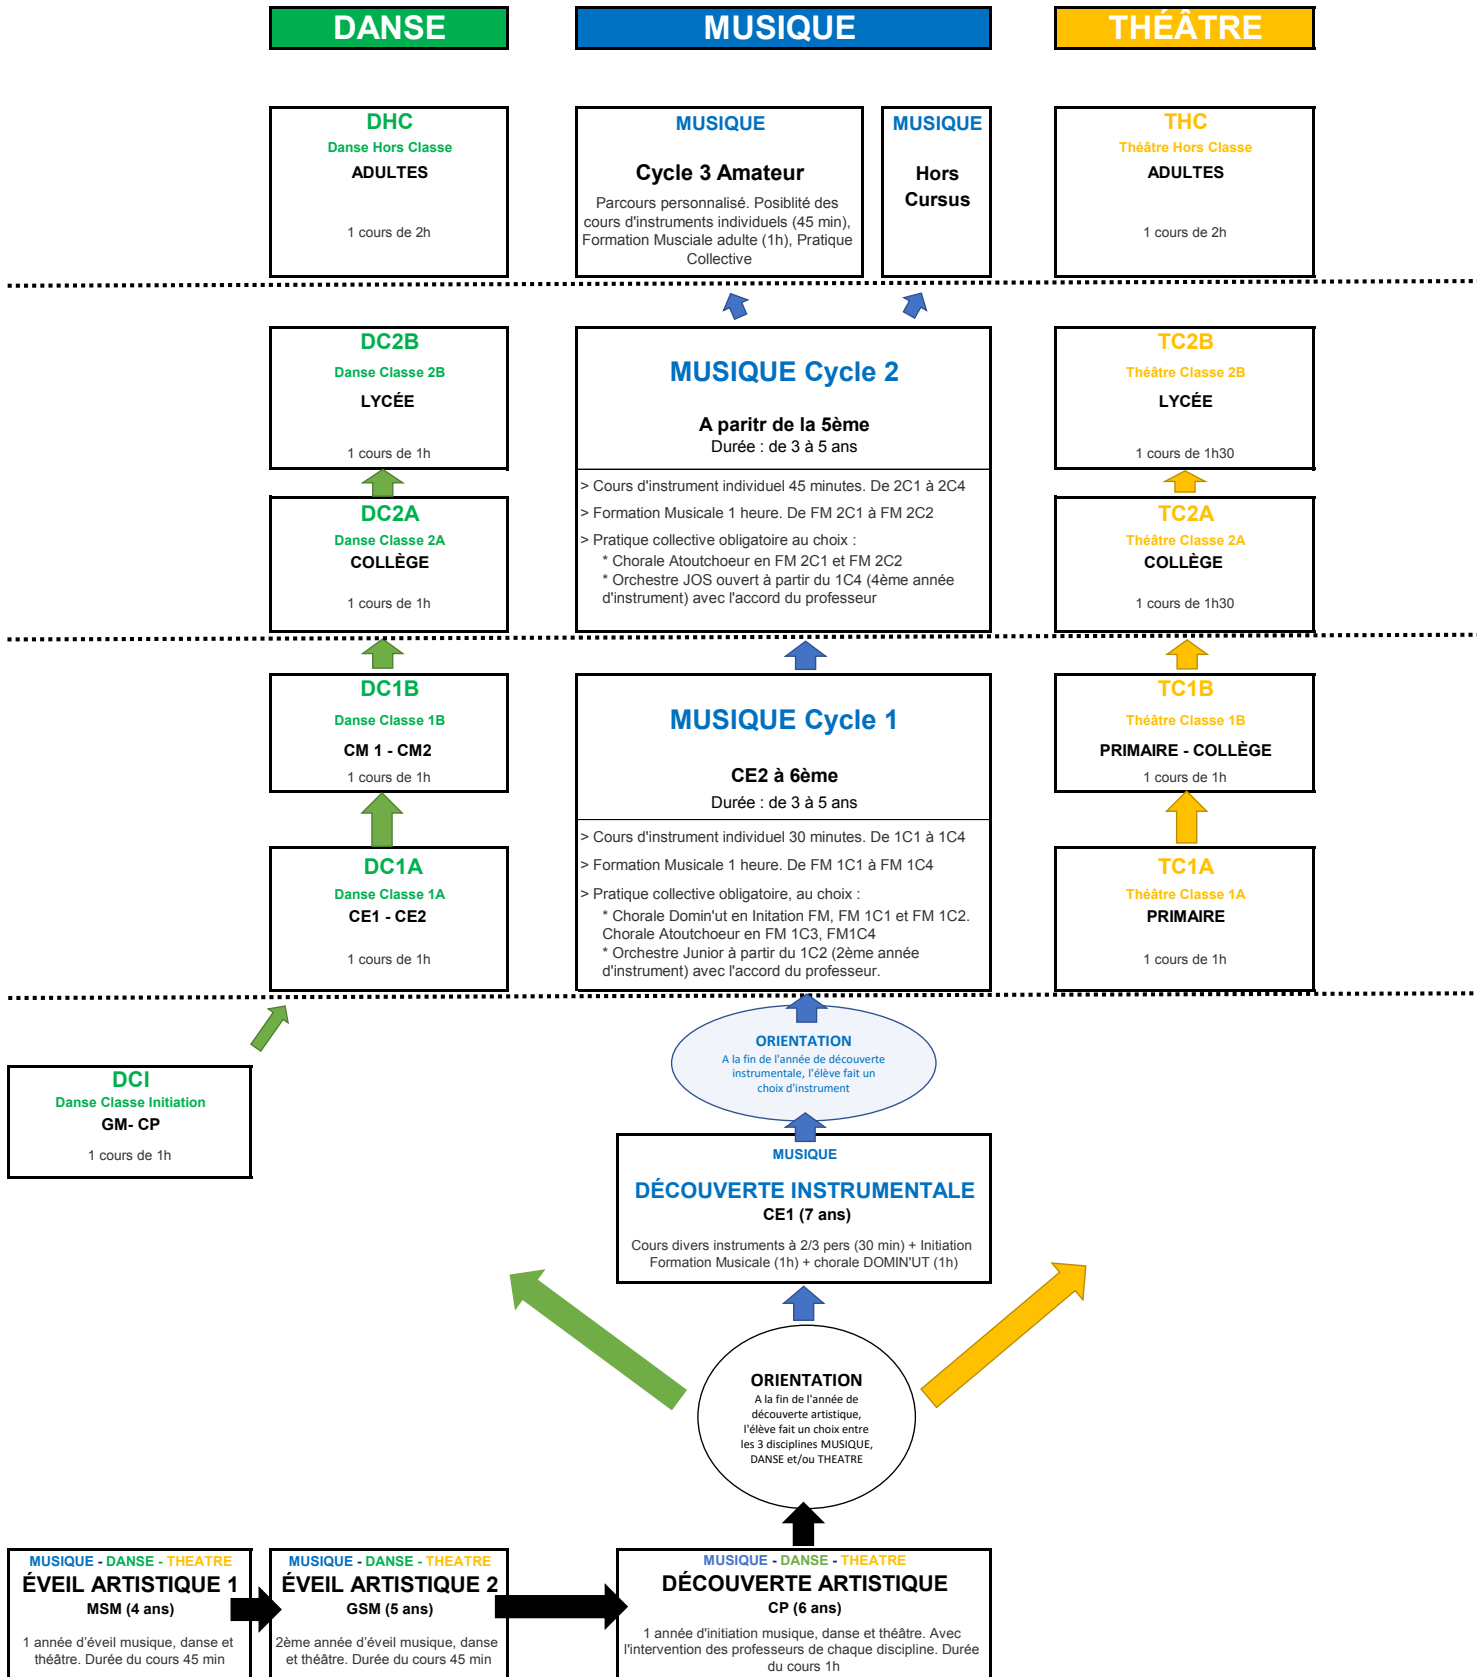 DANSE
MUSIQUE
THÉÂTRE
DHC
Danse Hors Classe
ADULTES
1 cours de 2h
MUSIQUE
Cycle 3 Amateur
Parcours personnalisé. Posiblité des
cours d'instruments individuels (45 min),
Formation Musciale adulte (1h), Pratique
Collective
MUSIQUE
Hors
Cursus
THC
Théâtre Hors Classe
ADULTES
1 cours de 2h
DC2B
Danse Classe 2B
LYCÉE
1 cours de 1h
MUSIQUE Cycle 2
A paritr de la 5ème
Durée : de 3 à 5 ans
> Cours d'instrument individuel 45 minutes. De 2C1 à 2C4
> Formation Musicale 1 heure. De FM 2C1 à FM 2C2
> Pratique collective obligatoire au choix :
* Chorale Atoutchoeur en FM 2C1 et FM 2C2
* Orchestre JOS ouvert à partir du 1C4 (4ème année
d'instrument) avec l'accord du professeur
TC2B
Théâtre Classe 2B
LYCÉE
1 cours de 1h30
DC2A
Danse Classe 2A
COLLÈGE
1 cours de 1h
TC2A
Théâtre Classe 2A
COLLÈGE
1 cours de 1h30
DC1B
Danse Classe 1B
CM 1 - CM2
1 cours de 1h
MUSIQUE Cycle 1
CE2 à 6ème
Durée : de 3 à 5 ans
> Cours d'instrument individuel 30 minutes. De 1C1 à 1C4
> Formation Musicale 1 heure. De FM 1C1 à FM 1C4
> Pratique collective obligatoire, au choix :
* Chorale Domin'ut en Initation FM, FM 1C1 et FM 1C2.
Chorale Atoutchoeur en FM 1C3, FM1C4
* Orchestre Junior à partir du 1C2 (2ème année
d'instrument) avec l'accord du professeur.
TC1B
Théâtre Classe 1B
PRIMAIRE - COLLÈGE
1 cours de 1h
DC1A
Danse Classe 1A
CE1 - CE2
1 cours de 1h
TC1A
Théâtre Classe 1A
PRIMAIRE
1 cours de 1h
ORIENTATION
A la fin de l'année de découverte
instrumentale, l'élève fait un
choix d'instrument
DCI
Danse Classe Initiation
GM- CP
1 cours de 1h
MUSIQUE
DÉCOUVERTE INSTRUMENTALE
CE1 (7 ans)
Cours divers instruments à 2/3 pers (30 min) + Initiation
Formation Musicale (1h) + chorale DOMIN'UT (1h)
ORIENTATION
A la fin de l'année de
découverte artistique,
l'élève fait un choix entre
les 3 disciplines MUSIQUE,
DANSE et/ou THEATRE
MUSIQUE - DANSE - THEATRE
ÉVEIL ARTISTIQUE 1
MSM (4 ans)
1 année d'éveil musique, danse et
théâtre. Durée du cours 45 min
MUSIQUE - DANSE - THEATRE
ÉVEIL ARTISTIQUE 2
GSM (5 ans)
2ème année d'éveil musique, danse
et théâtre. Durée du cours 45 min
MUSIQUE - DANSE - THEATRE
DÉCOUVERTE ARTISTIQUE
CP (6 ans)
1 année d'initiation musique, danse et théâtre. Avec
l'intervention des professeurs de chaque discipline. Durée
du cours 1h